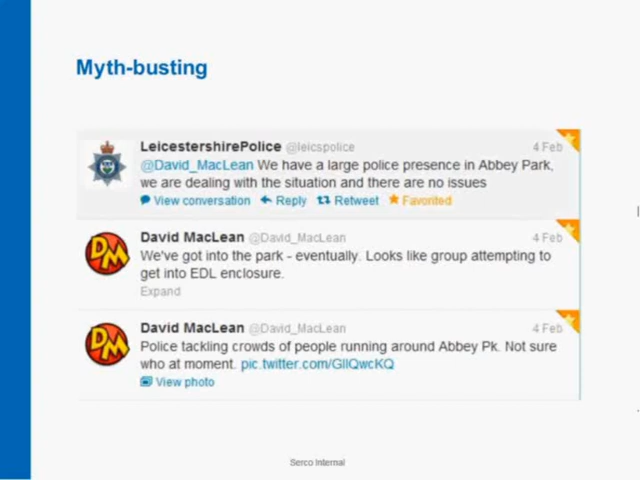 Myth-busting
LeicestershirePolice @leicspolice 4 Feb
@David_MacLean We have a large police presence in Abbey Park,
we are dealing with the situation and there are no issues
View conversation Reply Retweet Favorited
David MacLean @David_MacLean 4 Feb
We've got into the park - eventually. Looks like group attempting to
get into EDL enclosure.
Expand
David MacLean @David_MacLean 4 Feb
Police tackling crowds of people running around Abbey Pk. Not sure
who at moment. pic.twitter.com/GlIQwcKQ
View photo
Serco Internal